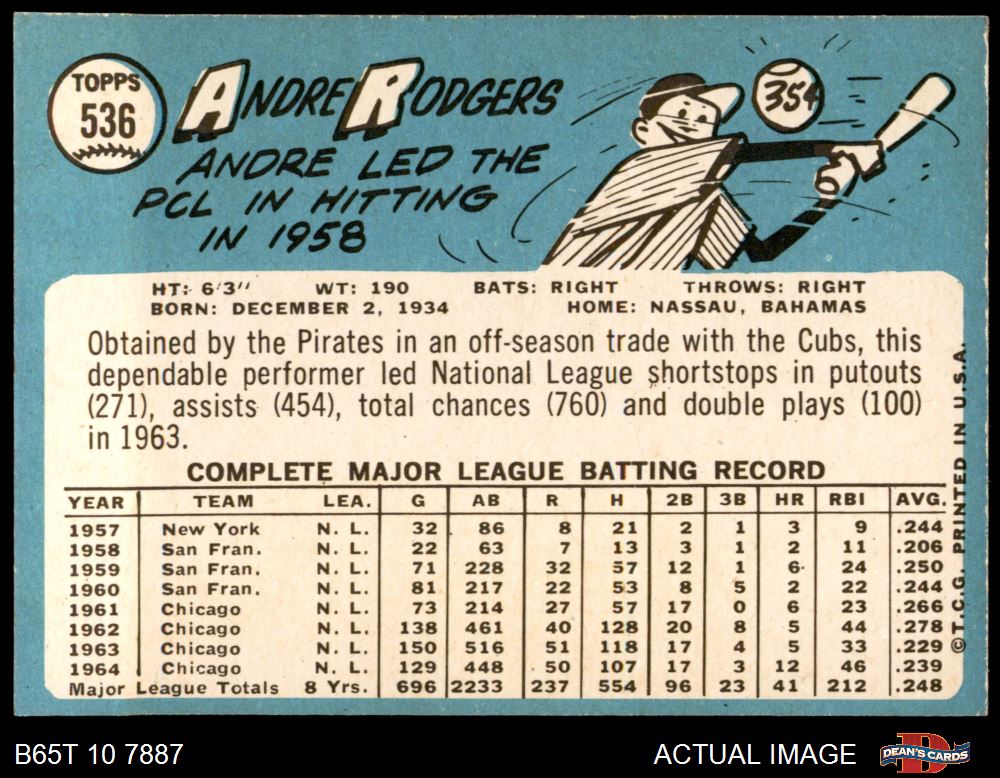 TOPPS
536
ANDRE RODGERS
354
ANDRE LED THE
PCL IN HITTING
IN 1958
HT: 6'3" WT: 190 BATS: RIGHT THROWS: RIGHT
BORN: DECEMBER 2, 1934 HOME: NASSAU, BAHAMAS
Obtained by the Pirates in an off-season trade with the Cubs, this
dependable performer led National League shortstops in putouts
(271), assists (454), total chances (760) and double plays (100)
in 1963.
COMPLETE MAJOR LEAGUE BATTING RECORD
YEAR TEAM LEA. G AB R H 2B 3B HR RBI AVG.
1957 New York N. L. 32 86 8 21 2 1 3 9 .244
1958 San Fran. N. L. 22 63 7 13 3 1 2 11 .206
1959 San Fran. N. L. 71 228 32 57 12 1 6 24 .250
1960 San Fran. N. L. 81 217 22 53 8 5 2 22 .244
1961 Chicago N. L. 73 214 27 57 17 0 6 23 .266
1962 Chicago N. L. 138 461 40 128 20 8 5 44 .278
1963 Chicago N. L. 150 516 51 118 17 4 5 33 .229
1964 Chicago N. L. 129 448 50 107 17 3 12 46 .239
Major League Totals 8 Yrs. 696 2233 237 554 96 23 41 212 .248
©T.C.G. PRINTED IN U.S.A.
B65T 10 7887
ACTUAL IMAGE
DEAN'S CARDS